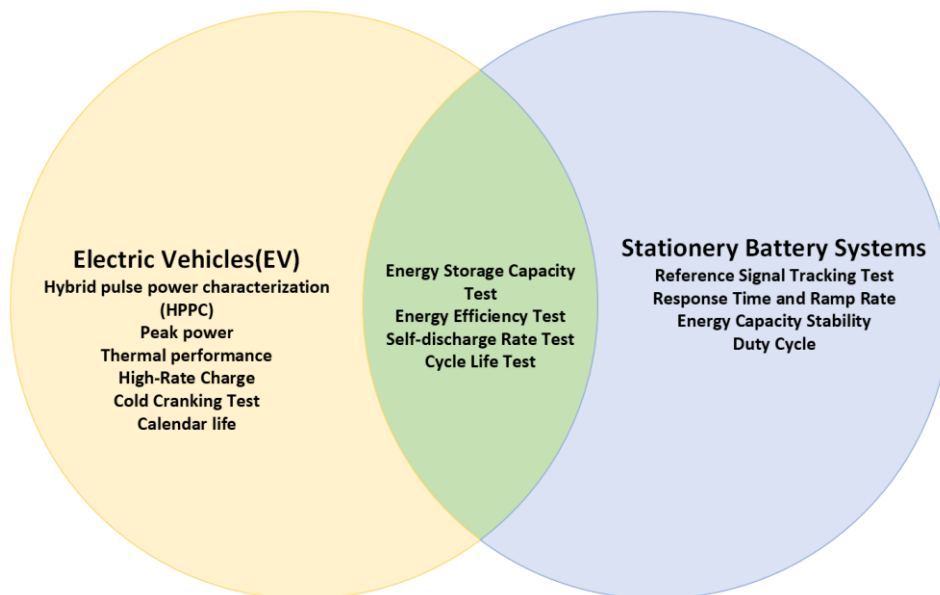 Electric Vehicles(EV)
Hybrid pulse power characterization
(HPPC)
Peak power
Thermal performance
High-Rate Charge
Cold Cranking Test
Calendar life
Energy Storage Capacity
Test
Energy Efficiency Test
Self-discharge Rate Test
Cycle Life Test
Stationery Battery Systems
Reference Signal Tracking Test
Response Time and Ramp Rate
Energy Capacity Stability
Duty Cycle